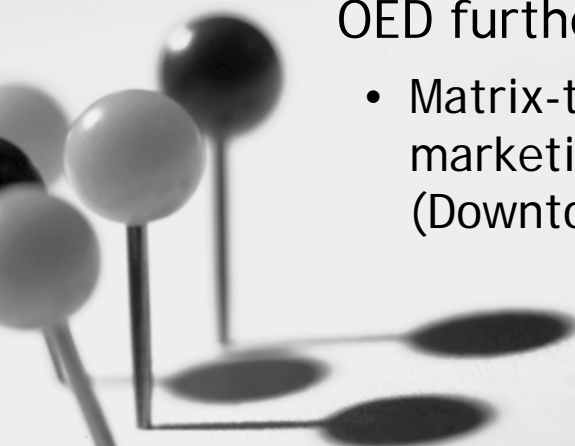 OED furthe
• Matrix-t
marketi
(Downto